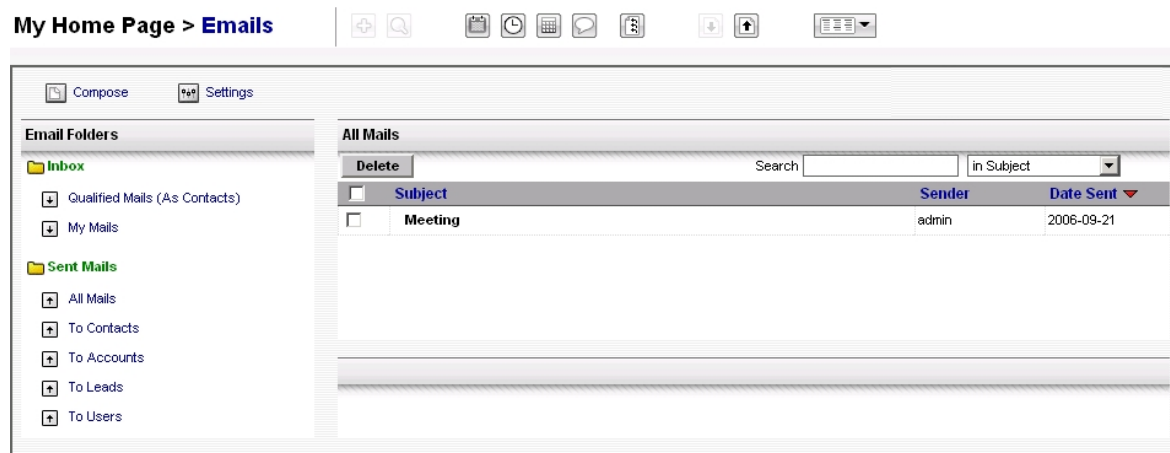 My Home Page > Emails
Compose Settings
Email Folders
Inbox
Qualified Mails (As Contacts)
My Mails
Sent Mails
All Mails
To Contacts
To Accounts
To Leads
To Users
All Mails
Delete Search in Subject
Subject Sender Date Sent
Meeting admin 2006-09-21